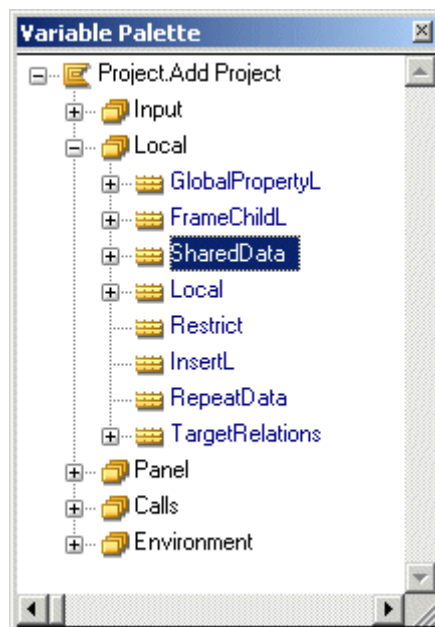 Variable Palette
Project.Add Project
Input
Local
GlobalPropertyL
FrameChildL
SharedData
Local
Restrict
InsertL
RepeatData
TargetRelations
Panel
Calls
Environment